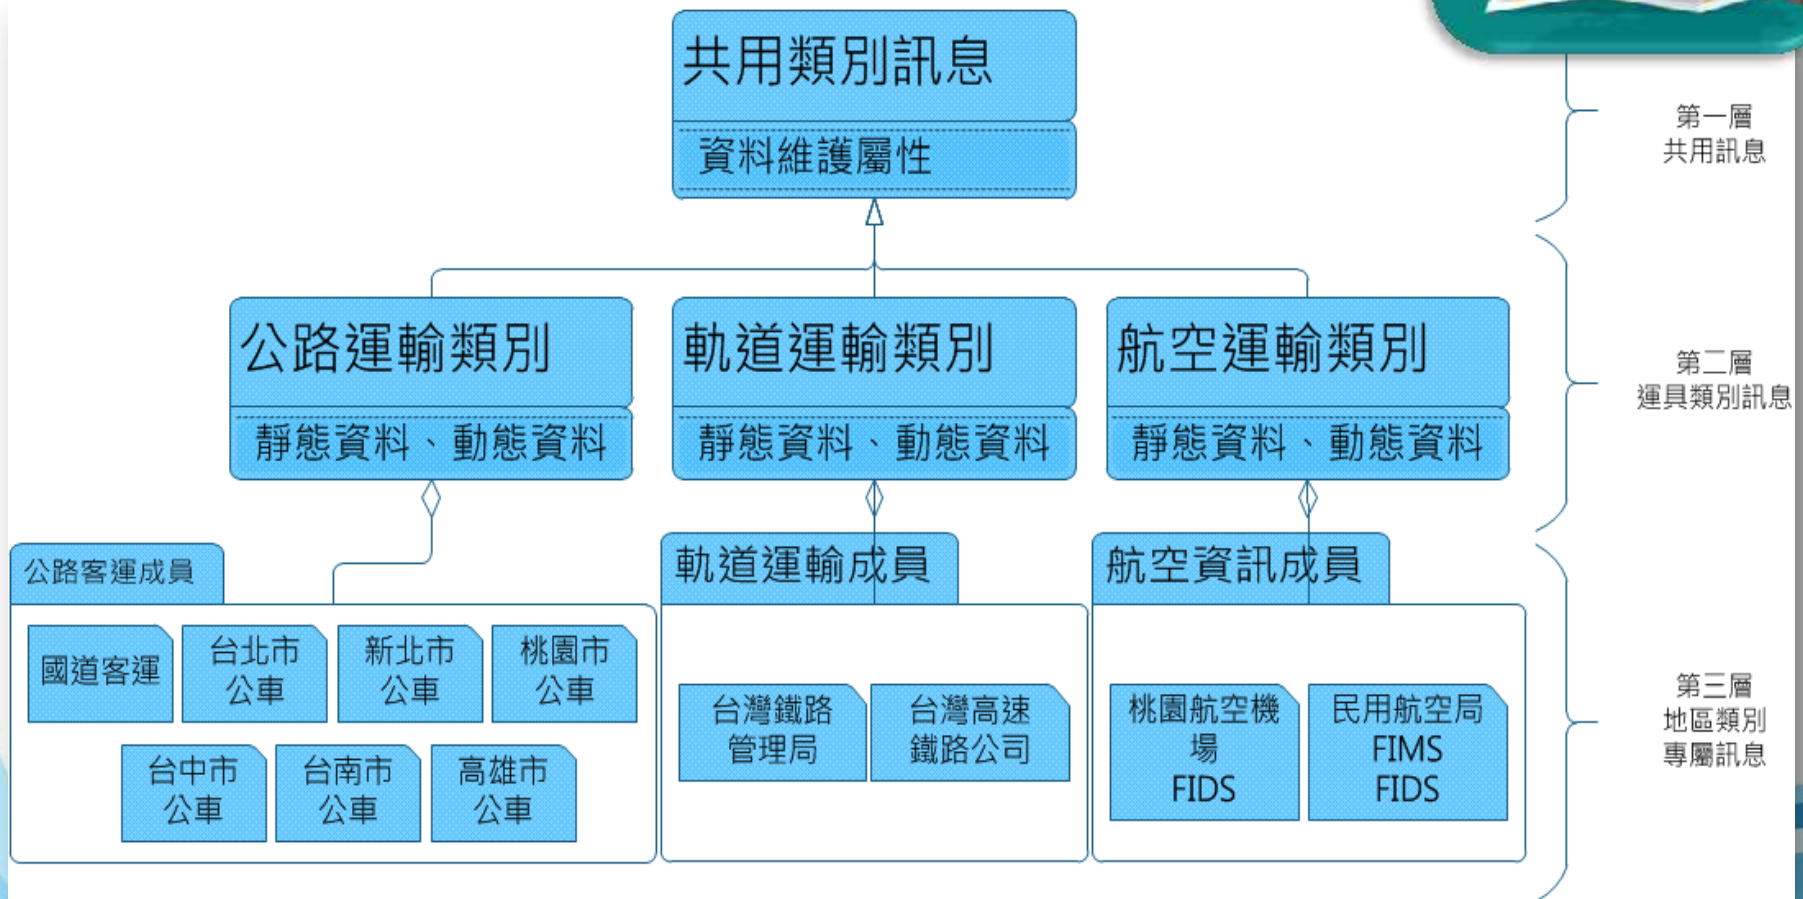 共用類別訊息
資料維護屬性
第一層
共用訊息
公路運輸類別
靜態資料、動態資料
軌道運輸類別
靜態資料、動態資料
航空運輸類別
靜態資料、動態資料
第二層
運具類別訊息
公路客運成員
國道客運
台北市
公車
新北市
公車
桃園市
公車
台中市
公車
台南市
公車
高雄市
公車
軌道運輸成員
台灣鐵路
管理局
台灣高速
鐵路公司
航空資訊成員
桃園航空機
場
FIDS
民用航空局
FIMS
FIDS
第三層
地區類別
專屬訊息